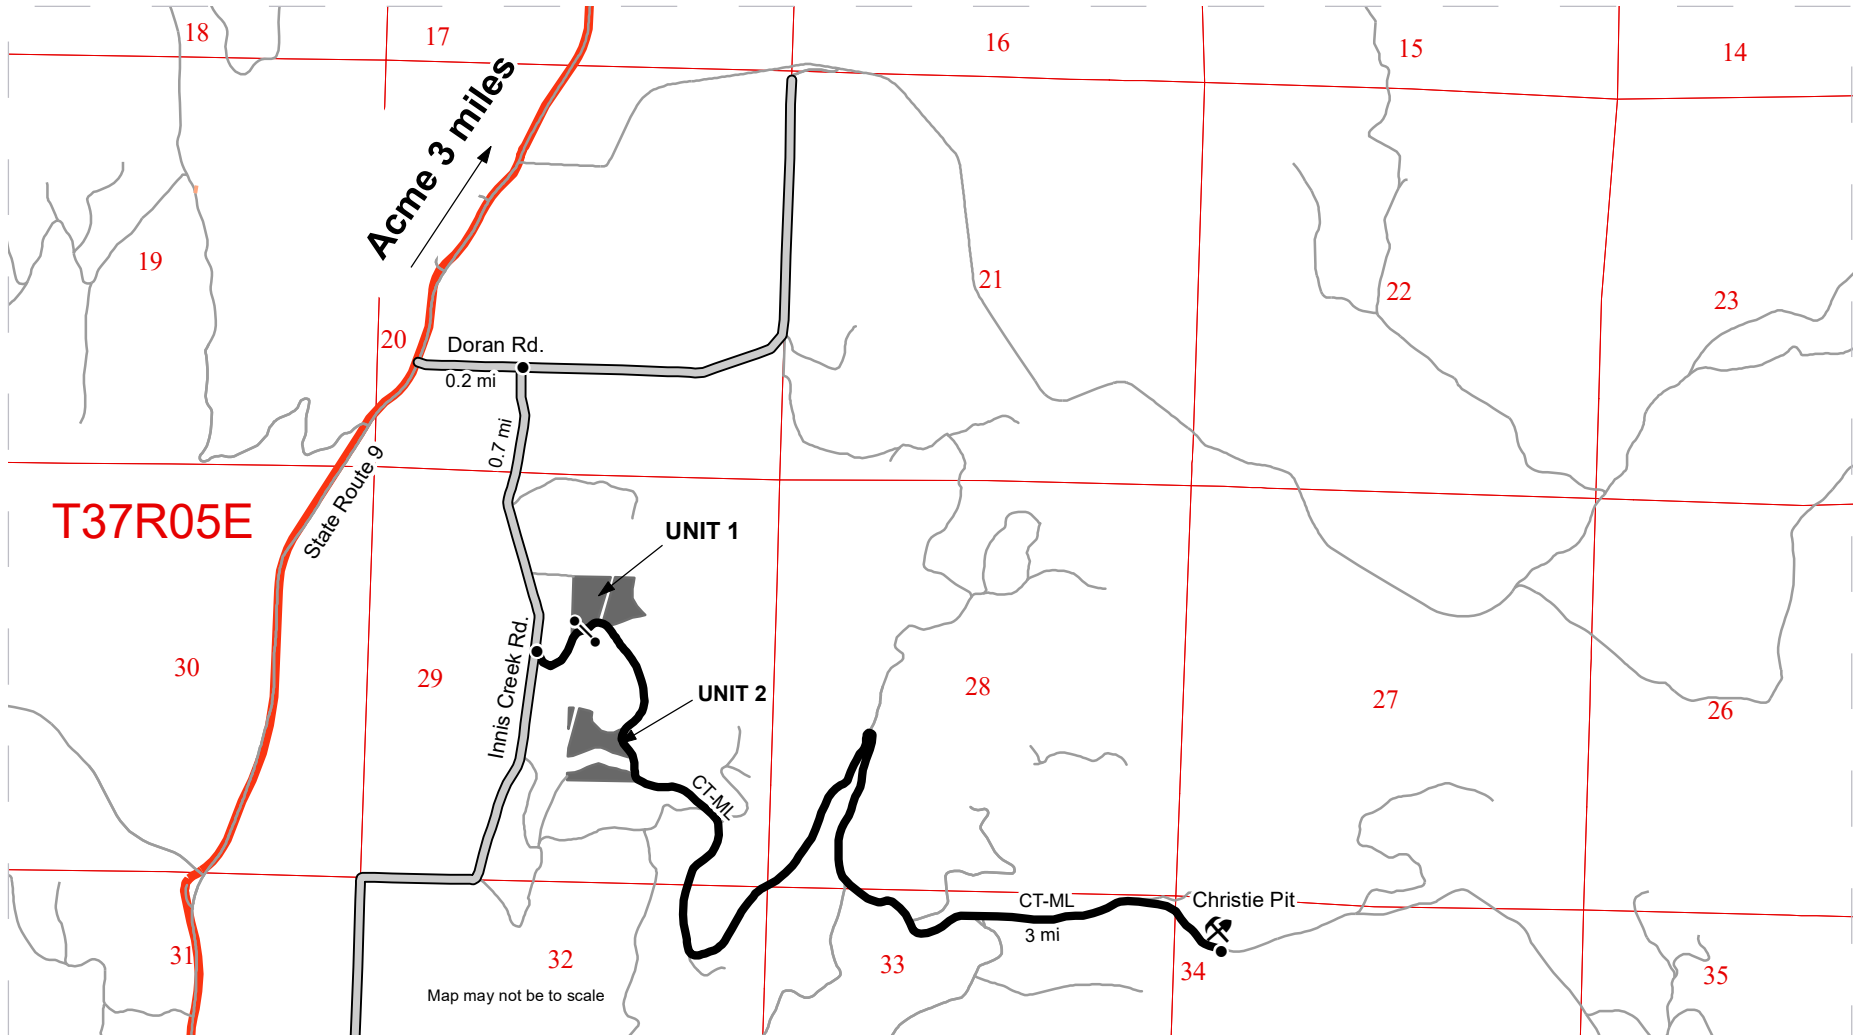 18
17
16
15
14
Acme 3 miles
19
20
21
22
23
Doran Rd.
0.2 mi
0.7 mi
State Route 9
T37R05E
UNIT 1
Innis Creek Rd.
30
29
UNIT 2
28
27
26
CT-ML
CT-ML
3 mi
Christie Pit
31
32
33
34
35
Map may not be to scale